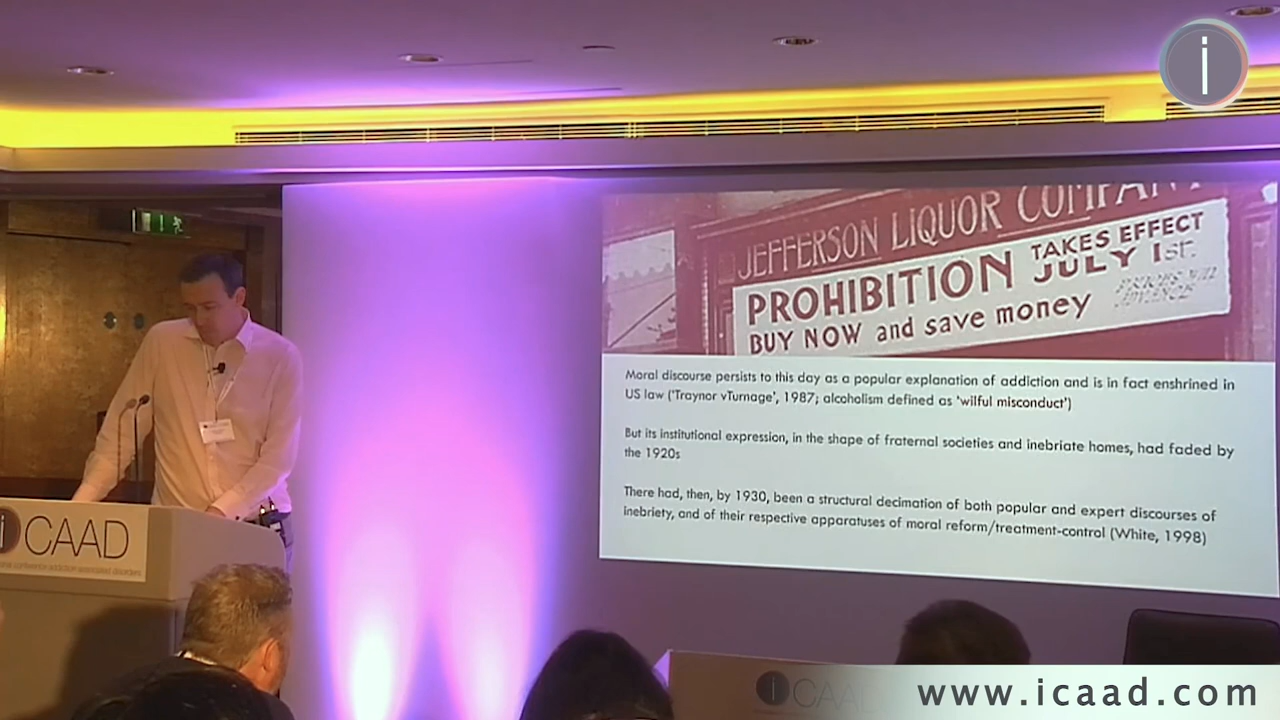 i
JEFFERSON LIQUOR COMPANY
PROHIBITION TAKES EFFECT
JULY 1st.
BUY NOW and save money
Moral discourse persists to this day as a popular explanation of addiction and is in fact enshrined in
US law ('Traynor vTurnage', 1987; alcoholism defined as 'wilful misconduct')
But its institutional expression, in the shape of fraternal societies and inebriate homes, had faded by
the 1920s
There had, then, by 1930, been a structural decimation of both popular and expert discourses of
inebriety, and of their respective apparatuses of moral reform/treatment-control (White, 1998)
i CAAD
i CAAD
www.icaad.com